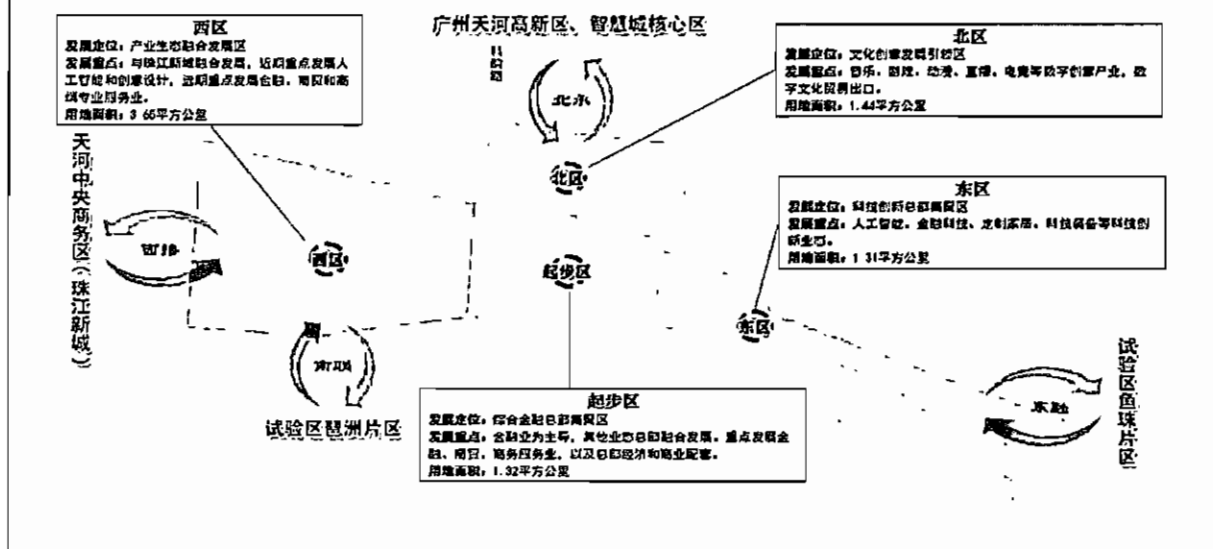 西区
发展定位：产业生态融合发展区
发展重点：与珠江新城融合发展，近期重点发展人
工智能和创意设计，远期重点发展金融、商贸和高
端专业服务业。
用地面积：3.65平方公里
广州天河高新区、智慧城核心区
北区
发展定位：文化创意发展引领区
发展重点：音乐、游戏、动漫、直播、电竞等数字创意产业，数
字文化贸易出口。
用地面积：1.44平方公里
北承
北区
天河中央商务区（珠江新城）
西接
西区
起步区
东区
发展定位：科技创新总部集聚区
发展重点：人工智能、金融科技、定制家居、科技装备等科技创
新业态。
用地面积：1.31平方公里
东区
南联
试验区琶洲片区
起步区
发展定位：综合金融总部集聚区
发展重点：金融业为主导，其他业态总部融合发展。重点发展金
融、商贸、商务服务业，以及总部经济和商业配套。
用地面积：1.32平方公里
东融
试验区鱼珠片区